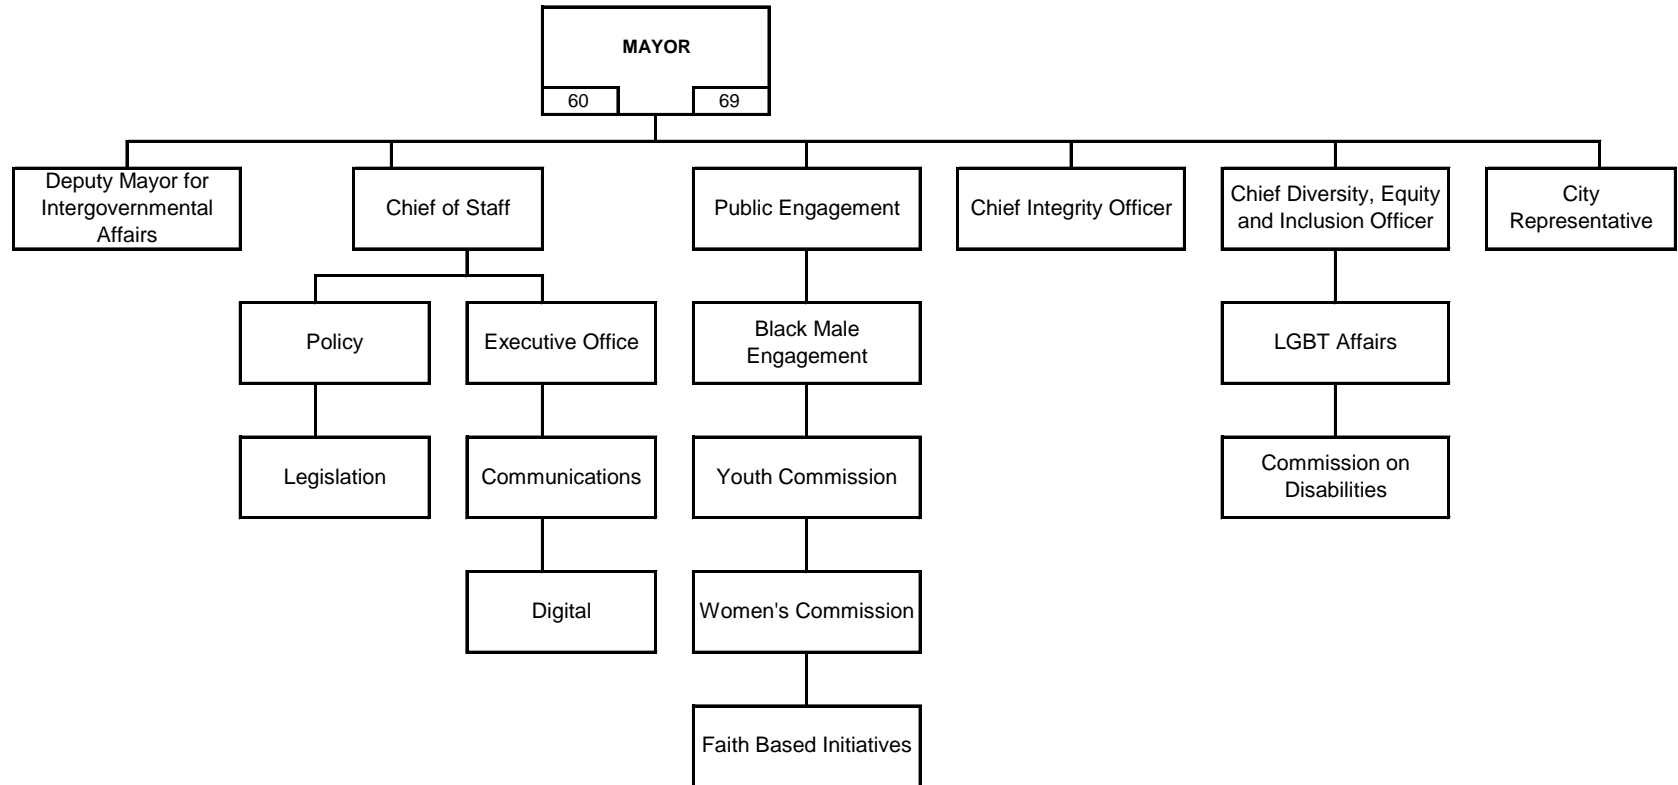 MAYOR
60 69
Deputy Mayor for
Intergovernmental
Affairs
Chief of Staff
Public Engagement
Chief Integrity Officer
Chief Diversity, Equity
and Inclusion Officer
City
Representative
Policy
Executive Office
Black Male
Engagement
LGBT Affairs
Legislation
Communications
Youth Commission
Commission on
Disabilities
Digital
Women's Commission
Faith Based Initiatives